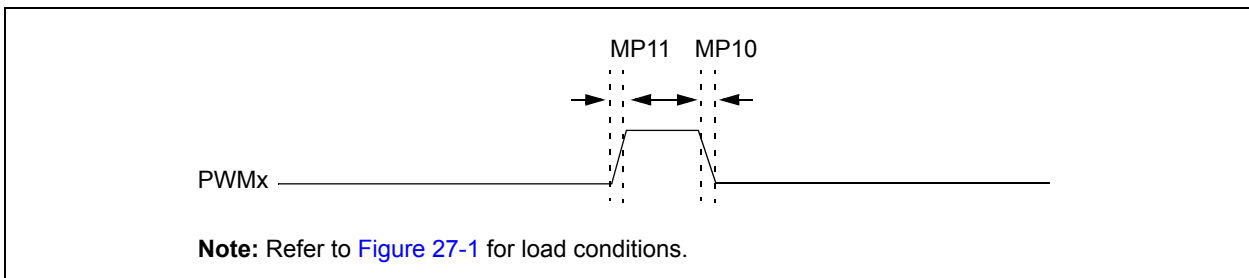 MP11 MP10
PWMx
Note: Refer to Figure 27-1 for load conditions.